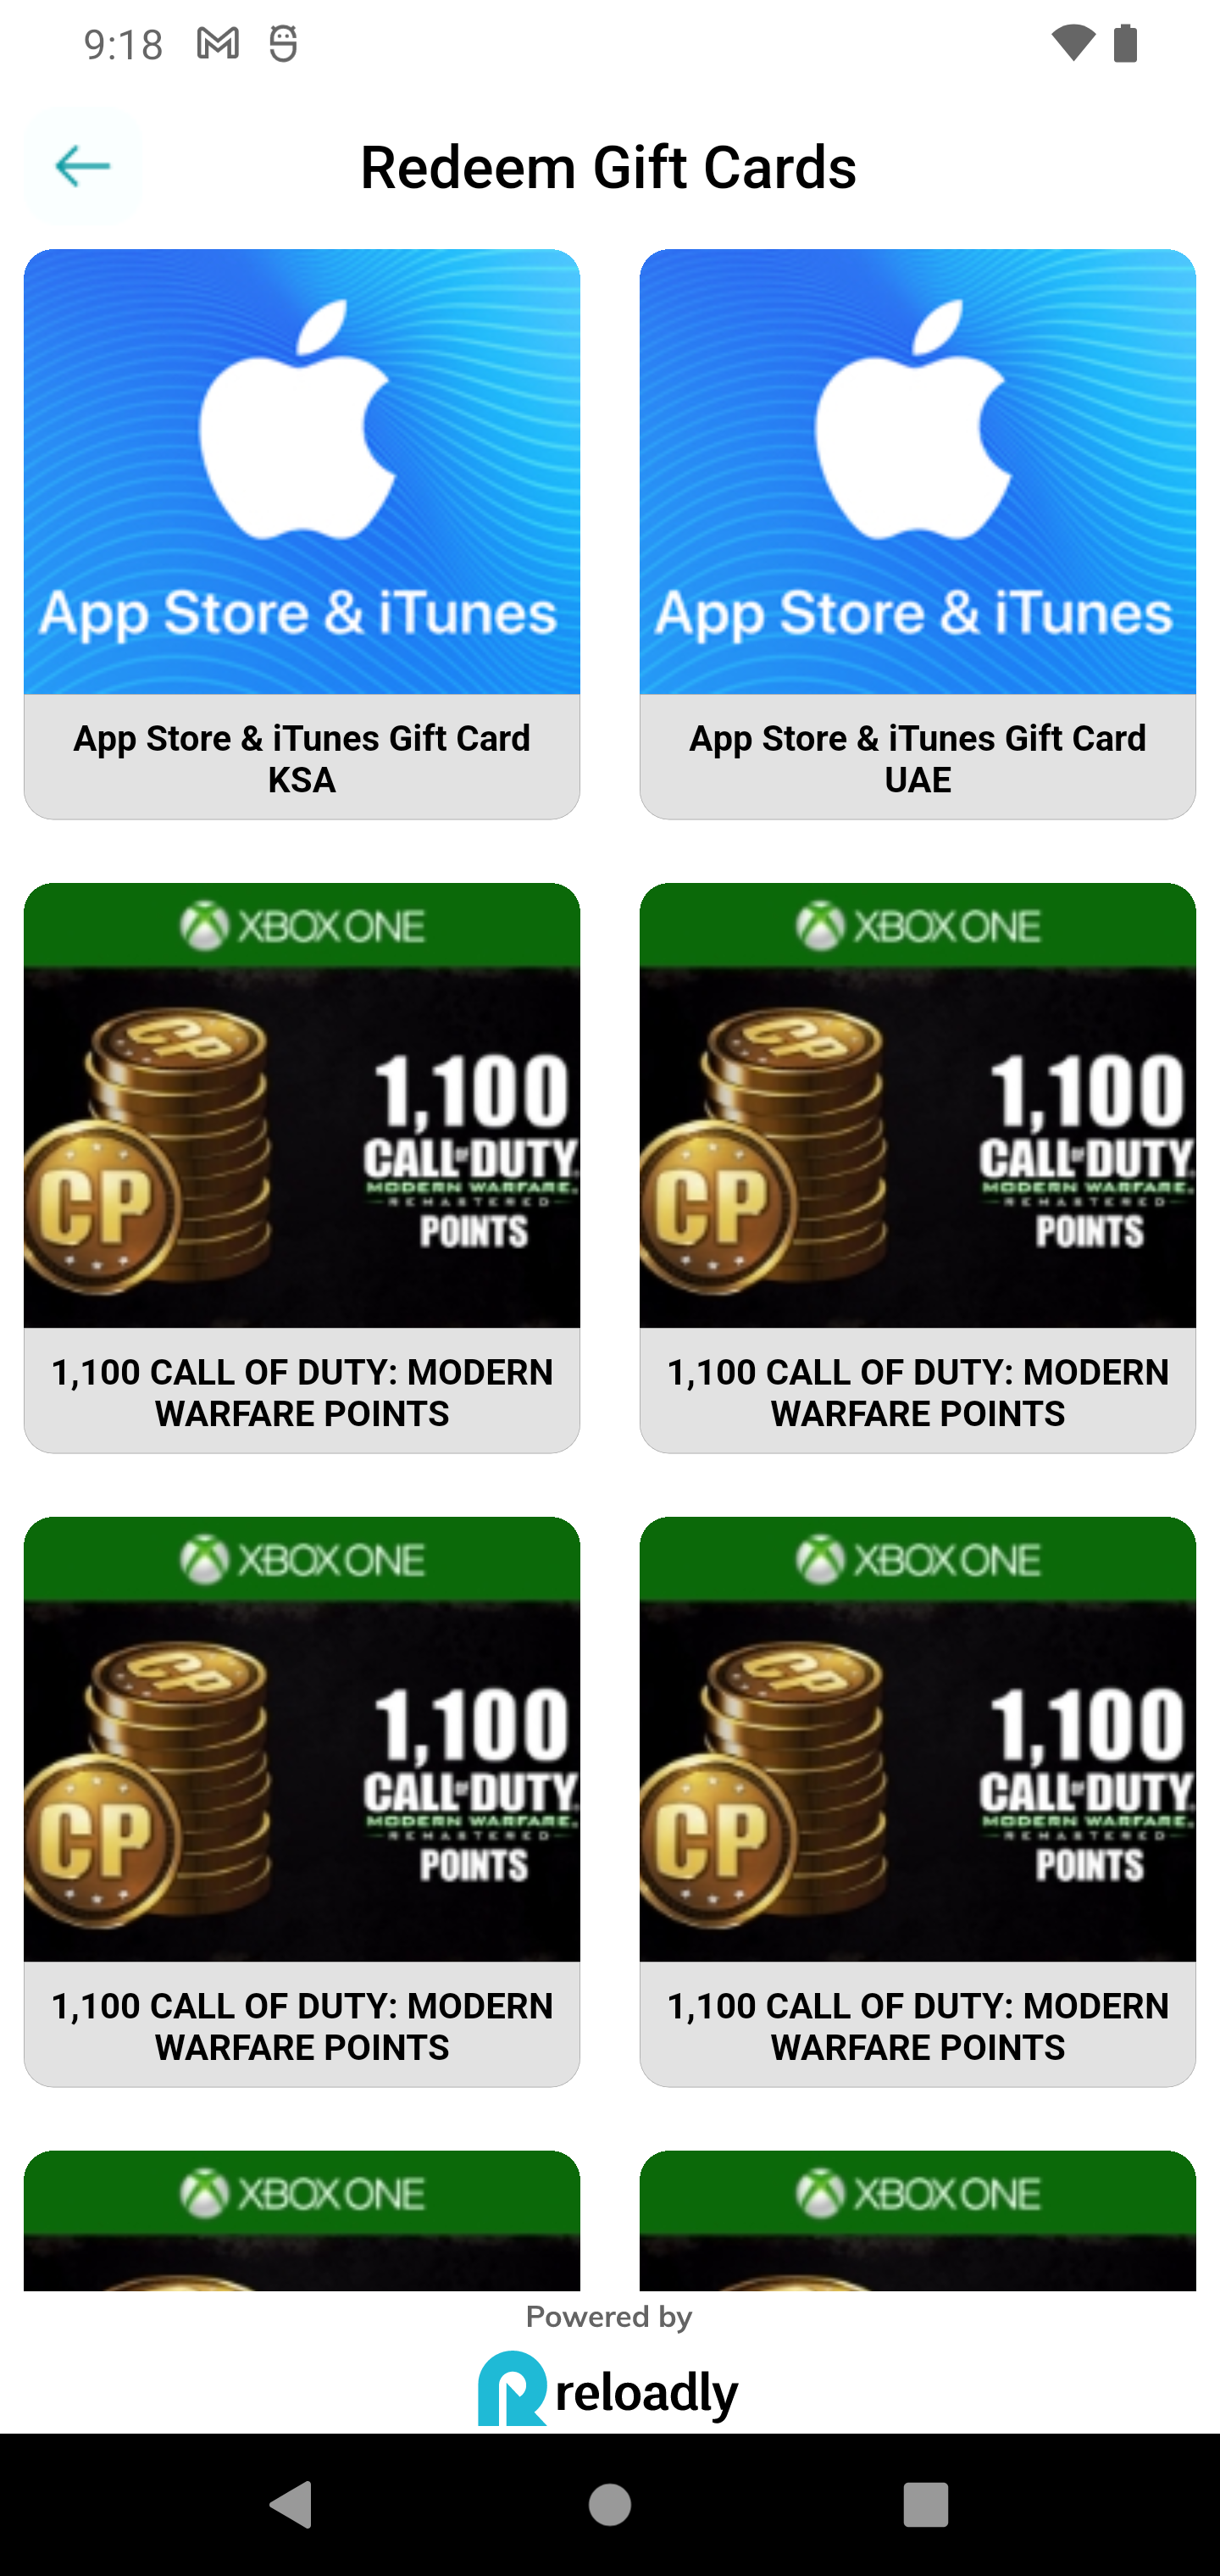 9:18
Redeem Gift Cards
App Store & iTunes
App Store & iTunes Gift Card
KSA
App Store & iTunes
App Store & iTunes Gift Card
UAE
XBOX ONE
CP
CP
1,100
CALL OF DUTY
MODERN WARFARE
REMASTERED
POINTS
1,100 CALL OF DUTY: MODERN
WARFARE POINTS
XBOX ONE
CP
CP
1,100
CALL OF DUTY
MODERN WARFARE
REMASTERED
POINTS
1,100 CALL OF DUTY: MODERN
WARFARE POINTS
XBOX ONE
CP
CP
1,100
CALL OF DUTY
MODERN WARFARE
REMASTERED
POINTS
1,100 CALL OF DUTY: MODERN
WARFARE POINTS
XBOX ONE
CP
CP
1,100
CALL OF DUTY
MODERN WARFARE
REMASTERED
POINTS
1,100 CALL OF DUTY: MODERN
WARFARE POINTS
XBOX ONE
XBOX ONE
Powered by
reloadly